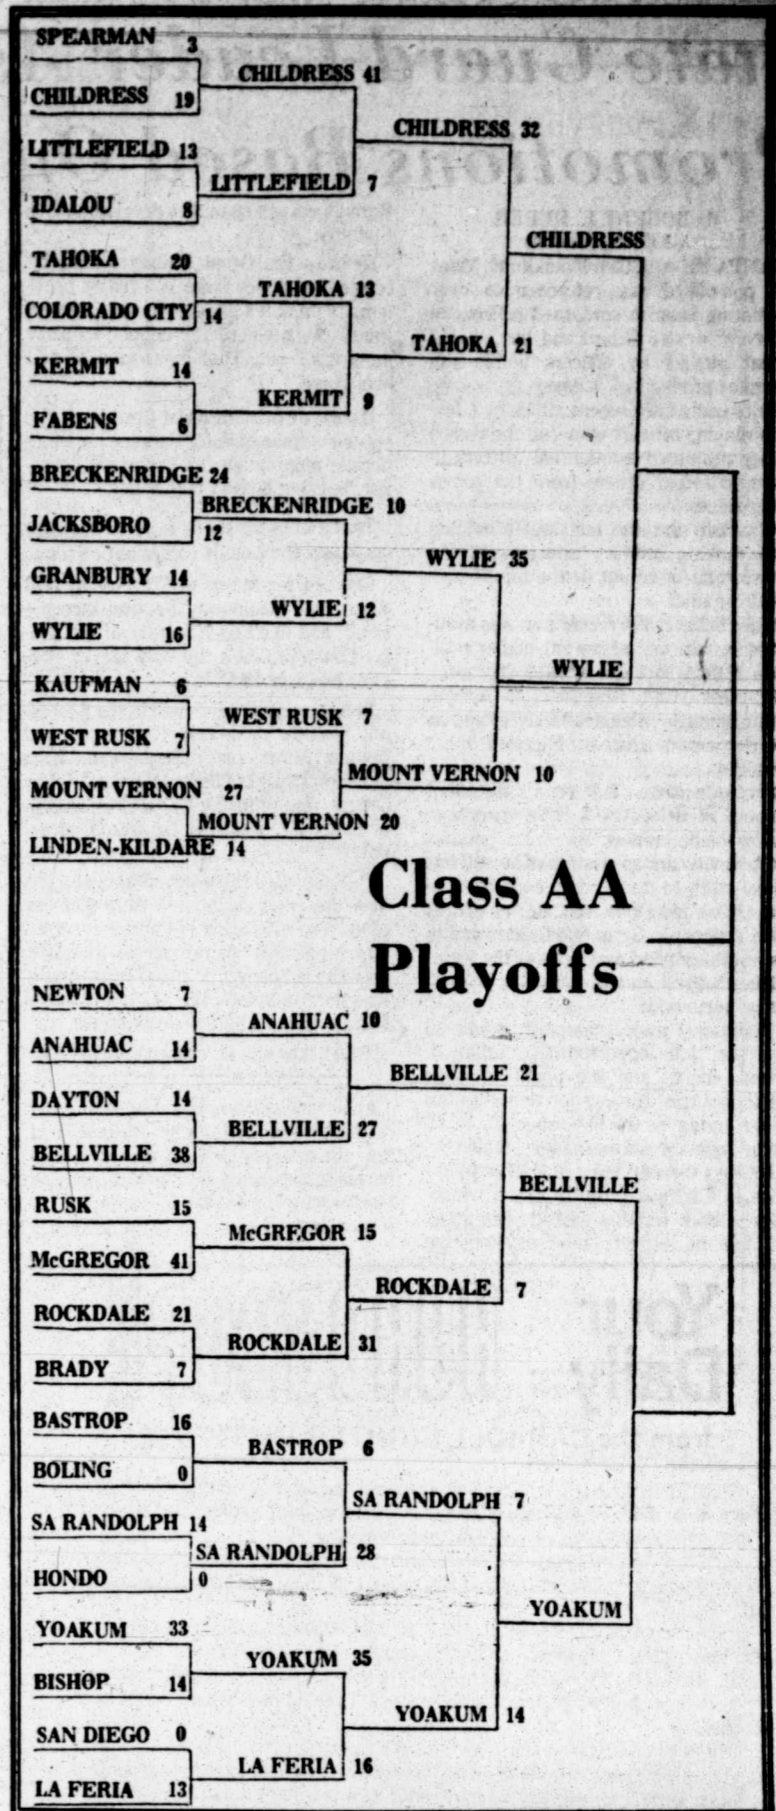 SPEARMAN 3
CHILDRESS 19
LITTLEFIELD 13
IDALOU 8
TAHOKA 20
COLORADO CITY 14
KERMIT 14
FABENS 6
BRECKENRIDGE 24
JACKSBORO 12
GRANBURY 14
WYLIE 16
KAUFMAN 6
WEST RUSK 7
MOUNT VERNON 27
LINDEN-KILDARE 14
CHILDRESS 41
LITTLEFIELD 7
TAHOKA 13
KERMIT 9
BRECKENRIDGE 10
WYLIE 12
WEST RUSK 7
MOUNT VERNON 20
CHILDRESS 32
TAHOKA 21
WYLIE 35
MOUNT VERNON 10
CHILDRESS
WYLIE
Class AA
Playoffs
NEWTON 7
ANAHUAC 14
DAYTON 14
BELLVILLE 38
RUSK 15
McGREGOR 41
ROCKDALE 21
BRADY 7
BASTROP 16
BOLING 0
SA RANDOLPH 14
HONDO 0
YOAKUM 33
BISHOP 14
SAN DIEGO 0
LA FERIA 13
ANAHUAC 10
BELLVILLE 27
McGREGOR 15
ROCKDALE 31
BASTROP 6
SA RANDOLPH 28
YOAKUM 35
LA FERIA 16
BELLVILLE 21
ROCKDALE 7
SA RANDOLPH 7
YOAKUM 14
BELLVILLE
YOAKUM